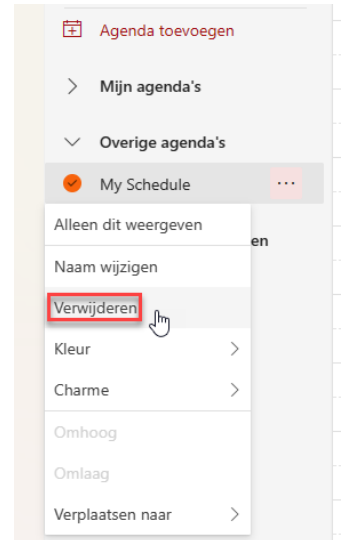 Agenda toevoegen
Mijn agenda's
Overige agenda's
My Schedule
Alleen dit weergeven
en
Naam wijzigen
Verwijderen
Kleur
Charme
Omhoog
Omlaag
Verplaatsen naar